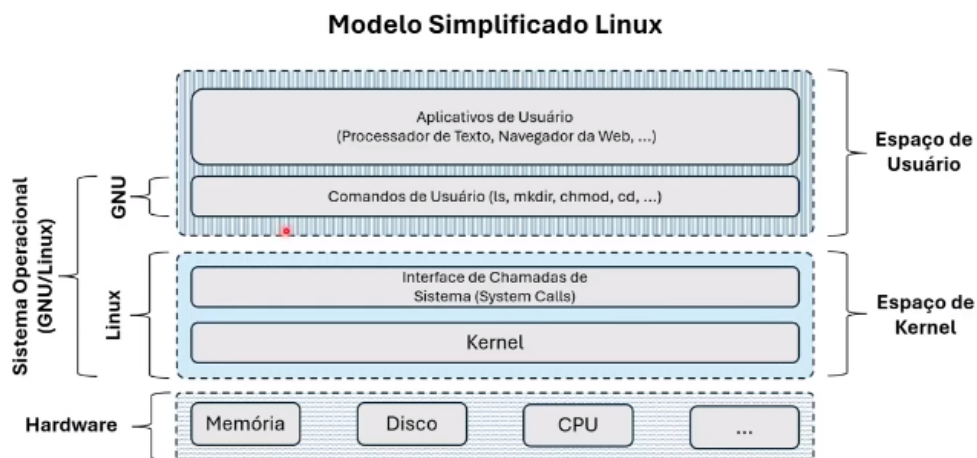 Modelo Simplificado Linux
Aplicativos de Usuário
(Processador de Texto, Navegador da Web, ...)
Espaço de
Usuário
GNU
Comandos de Usuário (ls, mkdir, chmod, cd, ...)
Sistema Operacional
(GNU/Linux)
Linux
Interface de Chamadas de
Sistema (System Calls)
Kernel
Espaço de
Kernel
Hardware
Memória
Disco
CPU
...